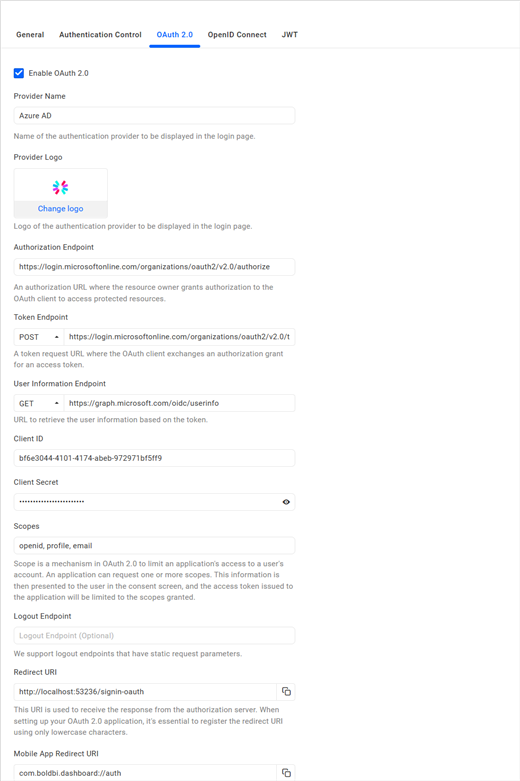 General Authentication Control OAuth 2.0 OpenID Connect JWT
Enable OAuth 2.0
Provider Name
Azure AD
Name of the authentication provider to be displayed in the login page.
Provider Logo
Change logo
Logo of the authentication provider to be displayed in the login page.
Authorization Endpoint
https://login.microsoftonline.com/organizations/oauth2/v2.0/authorize
An authorization URL where the resource owner grants authorization to the
OAuth client to access protected resources.
Token Endpoint
POST https://login.microsoftonline.com/organizations/oauth2/v2.0/t
A token request URL where the OAuth client exchanges an authorization grant
for an access token.
User Information Endpoint
GET https://graph.microsoft.com/oidc/userinfo
URL to retrieve the user information based on the token.
Client ID
bf6e3044-4101-4174-abeb-972971bf5ff9
Client Secret
••••••••••••••••••••••••
Scopes
openid, profile, email
Scope is a mechanism in OAuth 2.0 to limit an application's access to a user's
account. An application can request one or more scopes. This information is
then presented to the user in the consent screen, and the access token issued to
the application will be limited to the scopes granted.
Logout Endpoint
Logout Endpoint (Optional)
We support logout endpoints that have static request parameters.
Redirect URI
http://localhost:53236/signin-oauth
This URI is used to receive the response from the authorization server. When
setting up your OAuth 2.0 application, it's essential to register the redirect URI
using only lowercase characters.
Mobile App Redirect URI
com.boldbi.dashboard://auth